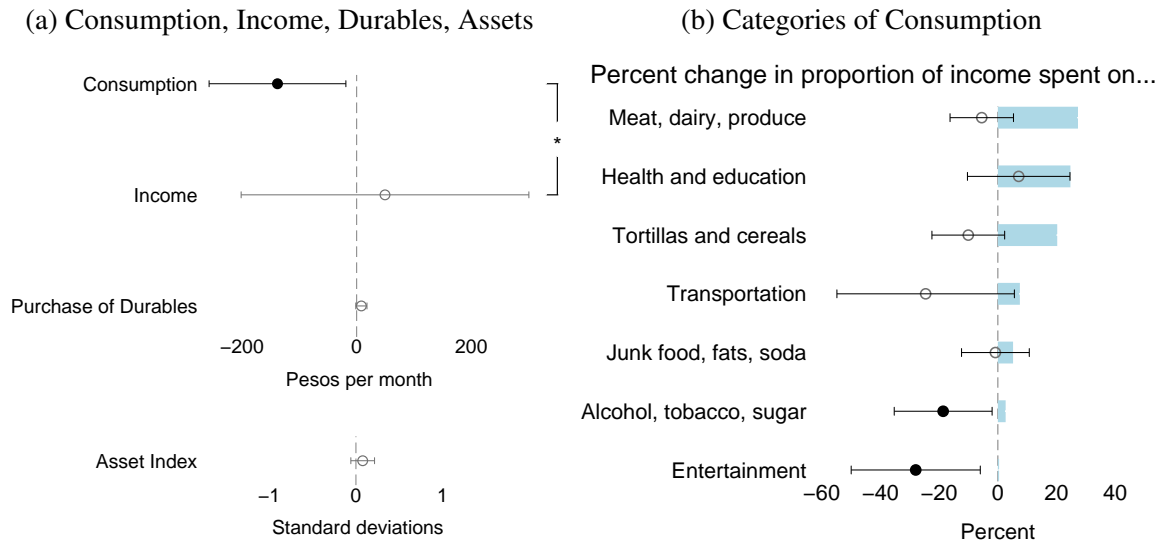 (a) Consumption, Income, Durables, Assets
Consumption
*
Income
Purchase of Durables
−200 0 200
Pesos per month
Asset Index
−1 0 1
Standard deviations
(b) Categories of Consumption
Percent change in proportion of income spent on...
Meat, dairy, produce
Health and education
Tortillas and cereals
Transportation
Junk food, fats, soda
Alcohol, tobacco, sugar
Entertainment
−60 −40 −20 0 20 40
Percent